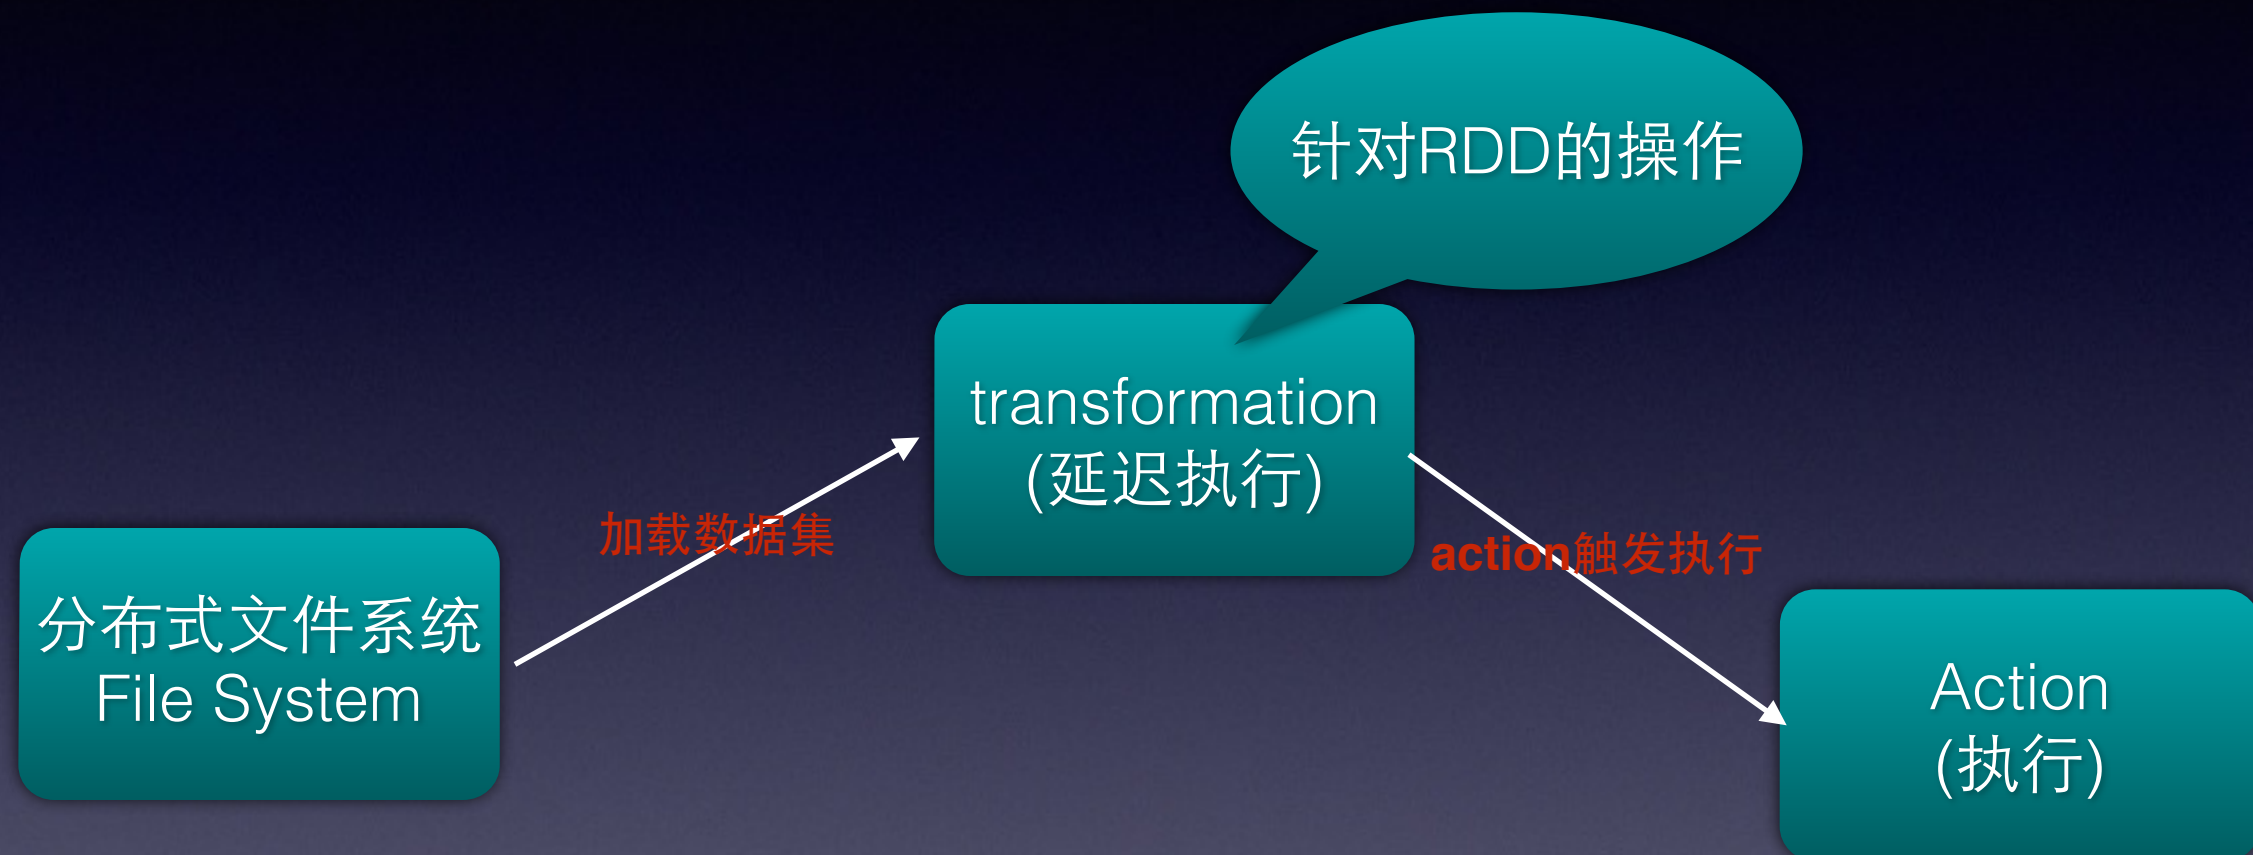 针对RDD的操作
transformation
(延迟执行)
加载数据集
action触发执行
分布式文件系统
File System
Action
(执行)